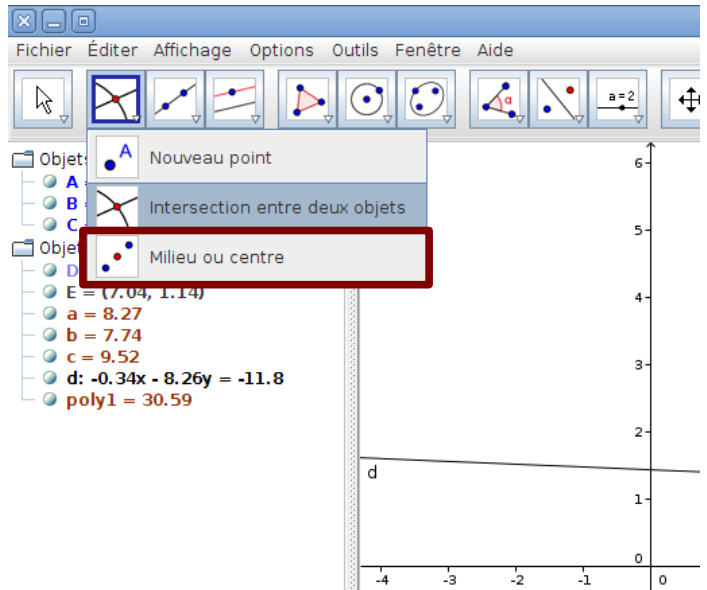 Fichier Éditer Affichage Options Outils Fenêtre Aide
α
a=2
A
Nouveau point
Intersection entre deux objets
Milieu ou centre
Objet
A
B
C
Objet
D
E = (7.04, 1.14)
a = 8.27
b = 7.74
c = 9.52
d: -0.34x - 8.26y = -11.8
poly1 = 30.59
6
5
4
3
2
d
1
0
-4 -3 -2 -1 0